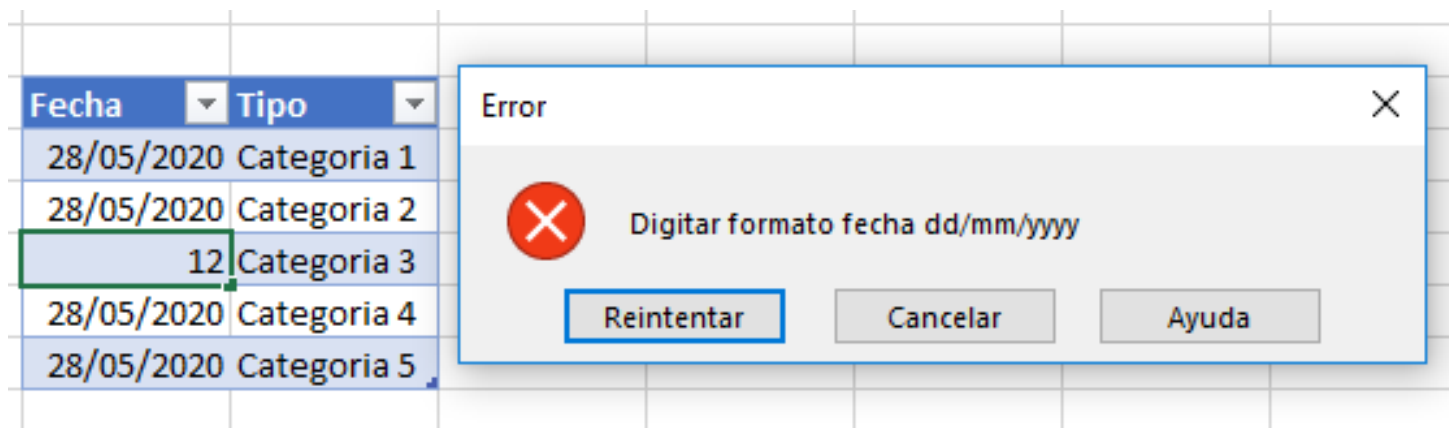 Fecha Tipo
28/05/2020 Categoria 1
28/05/2020 Categoria 2
12 Categoria 3
28/05/2020 Categoria 4
28/05/2020 Categoria 5
Error
Digitar formato fecha dd/mm/yyyy
Reintentar Cancelar Ayuda